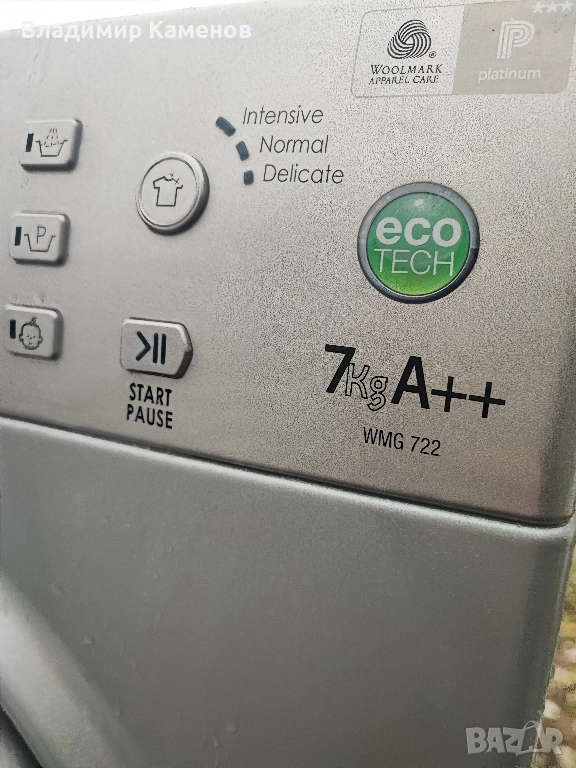 Владимир Каменов
WOOLMARK
APPAREL CARE
platinum
Intensive
Normal
Delicate
P
eco
TECH
START
PAUSE
7Kg A++
WMG 722
BAZAR